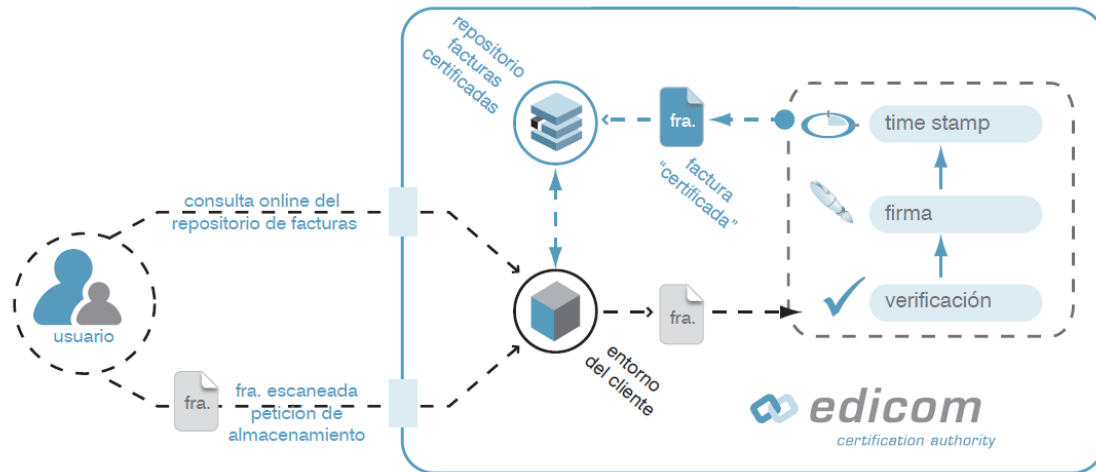 repositorio
facturas
certificadas
fra.
factura
"certificada"
time stamp
firma
verificación
consulta online del
repositorio de facturas
usuario
fra.
fra. escaneada
petición de
almacenamiento
entorno
del cliente
fra.
edicom
certification authority